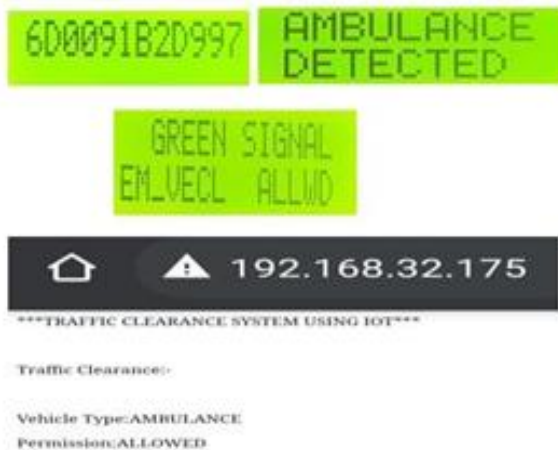 6D0091B2D997
AMBULANCE
DETECTED
GREEN SIGNAL
EM_VECL ALLWD
192.168.32.175
***TRAFFIC CLEARANCE SYSTEM USING IOT***
Traffic Clearance:-
Vehicle Type:AMBULANCE
Permission:ALLOWED